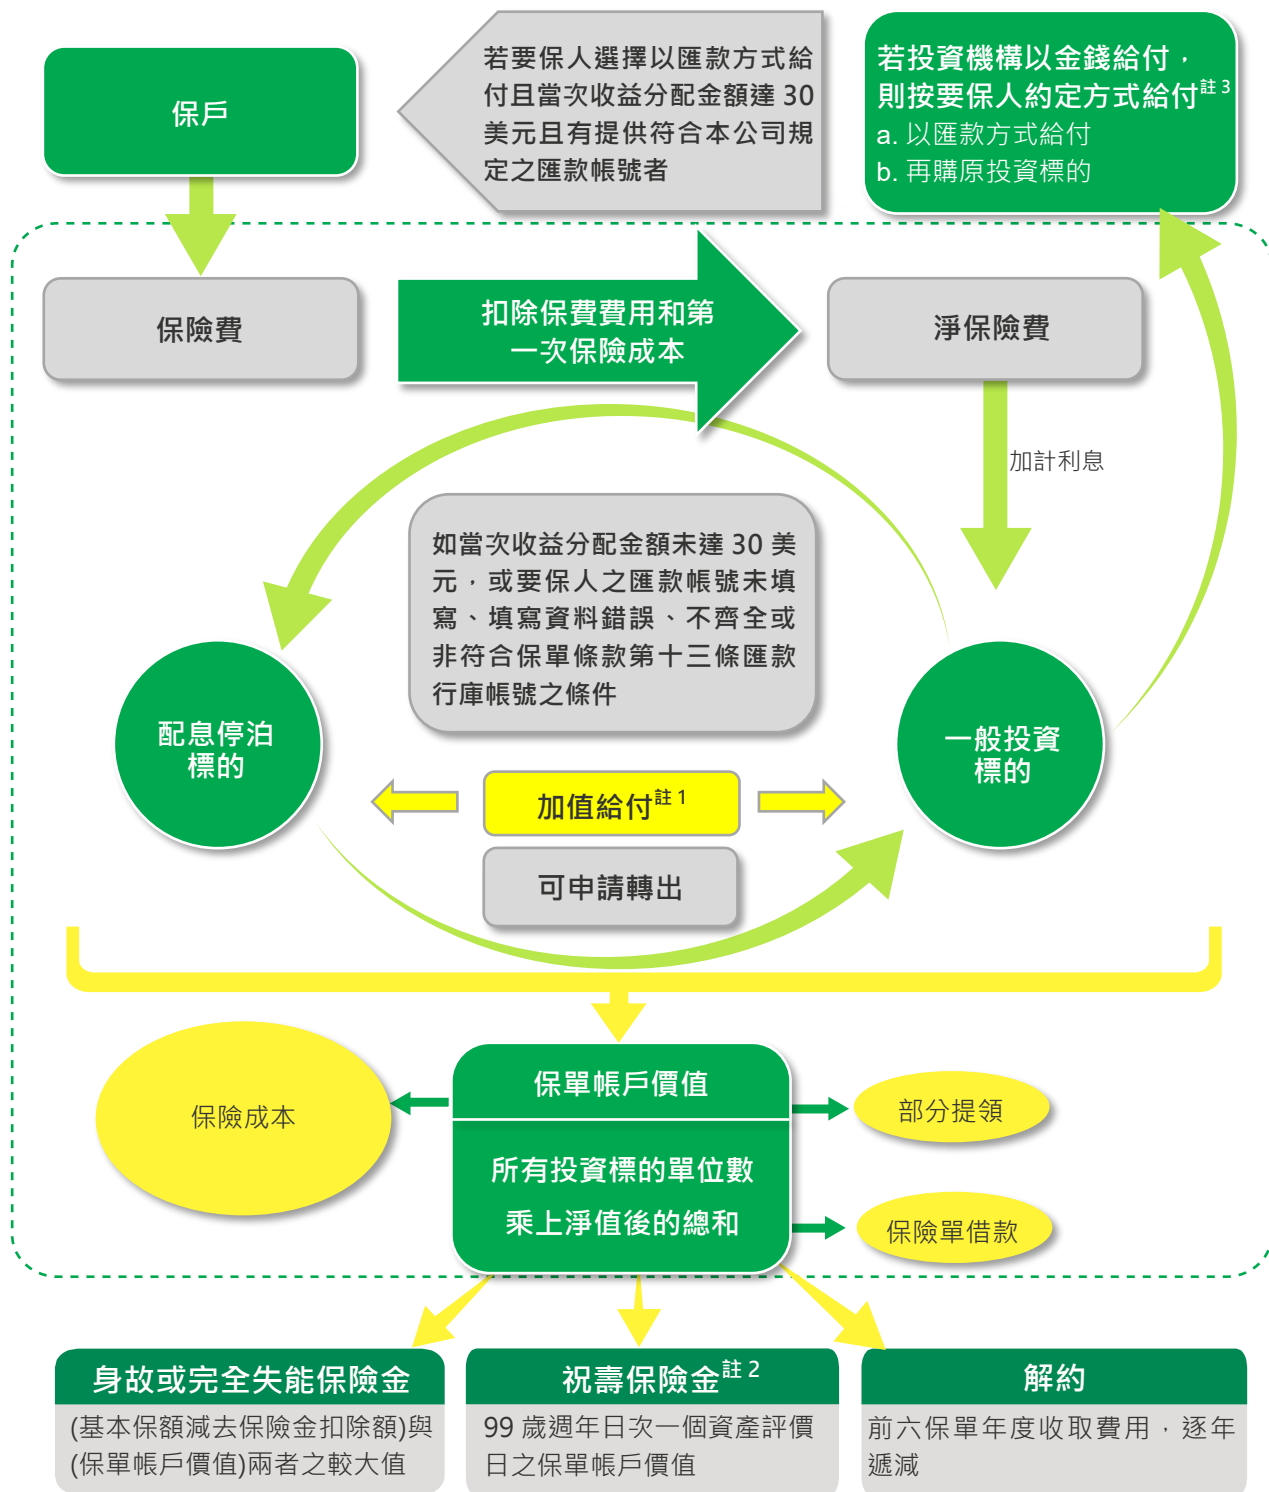 保戶
若要保人選擇以匯款方式給
付且當次收益分配金額達 30
美元且有提供符合本公司規
定之匯款帳號者
若投資機構以金錢給付，
則按要保人約定方式給付註 3
a. 以匯款方式給付
b. 再購原投資標的
保險費
扣除保費費用和第
一次保險成本
淨保險費
加計利息
如當次收益分配金額未達 30 美
元，或要保人之匯款帳號未填
寫、填寫資料錯誤、不齊全或
非符合保單條款第十三條匯款
行庫帳號之條件
配息停泊
標的
一般投資
標的
加值給付註 1
可申請轉出
保單帳戶價值
所有投資標的單位數
乘上淨值後的總和
保險成本
部分提領
保險單借款
身故或完全失能保險金
(基本保額減去保險金扣除額)與
(保單帳戶價值)兩者之較大值
祝壽保險金註 2
99 歲週年日次一個資產評價
日之保單帳戶價值
解約
前六保單年度收取費用，逐年
遞減